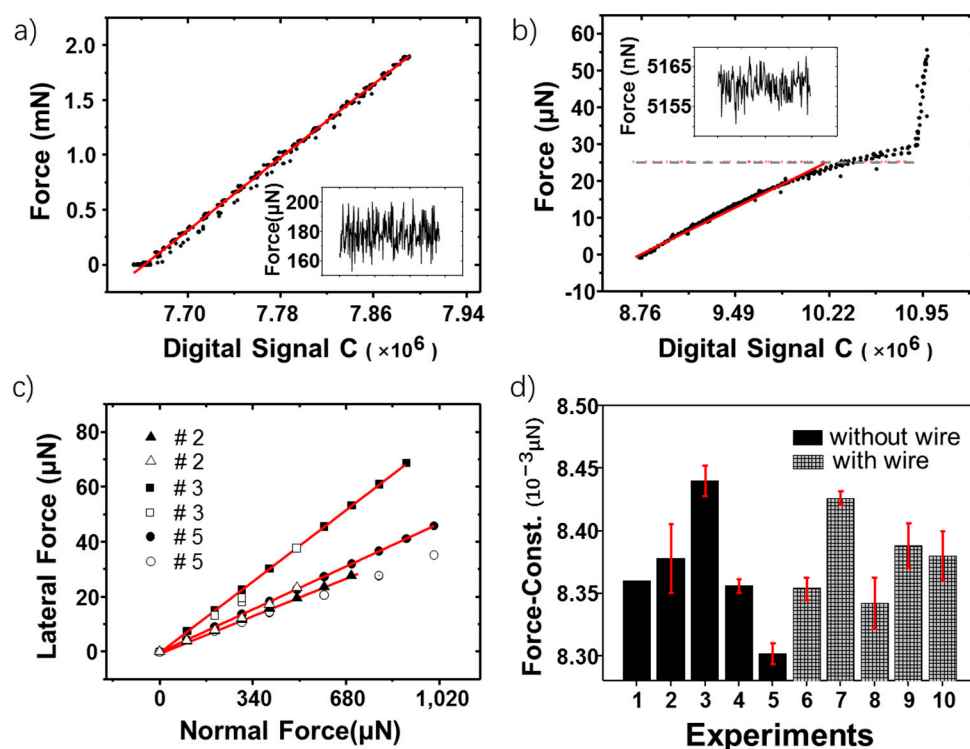 a)
Force (mN)
2.0
1.5
1.0
0.5
0
7.70
7.78
7.86
7.94
Digital Signal C (×10⁶)
Force(μN)
200
180
160
b)
Force (μN)
60
50
40
30
20
10
0
-10
8.76
9.49
10.22
10.95
Digital Signal C (×10⁶)
Force (nN)
5165
5155
c)
Lateral Force (μN)
80
60
40
20
0
0
340
680
1,020
Normal Force(μN)
# 2
# 2
# 3
# 3
# 5
# 5
d)
Force-Const. (10⁻³μN)
8.50
8.45
8.40
8.35
8.30
without wire
with wire
1 2 3 4 5 6 7 8 9 10
Experiments